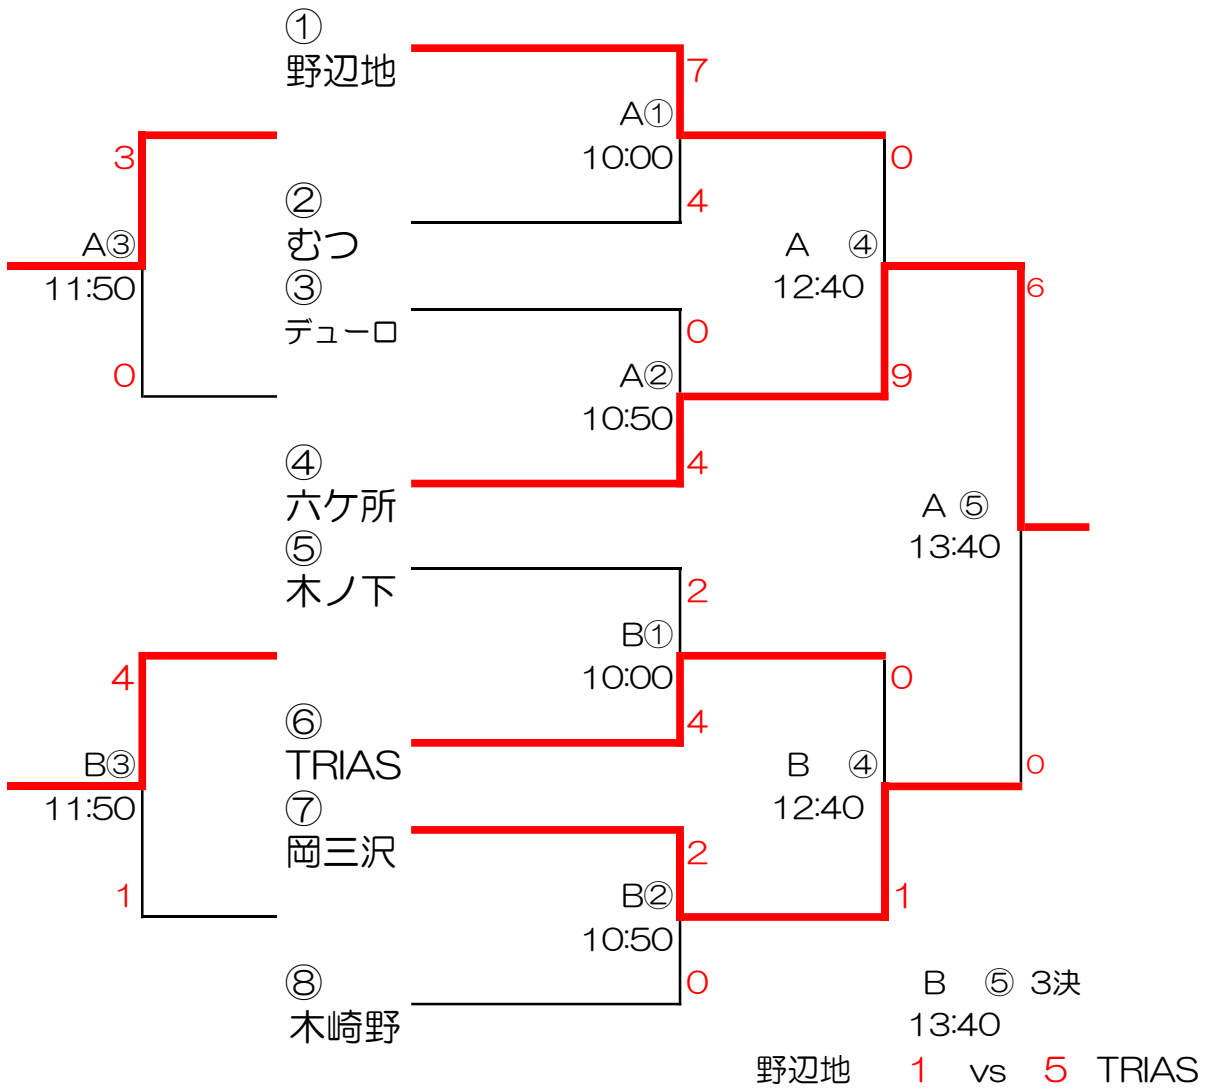 ①
野辺地
7
A①
10:00
3
0
②
むつ
4
A③
11:50
A ④
12:40
③
デューロ
6
0
0
A②
10:50
9
④
六ケ所
4
A ⑤
13:40
⑤
木ノ下
2
B①
10:00
4
0
⑥
TRIAS
4
B③
11:50
B ④
12:40
0
⑦
岡三沢
2
1
B②
10:50
1
⑧
木崎野
0
B ⑤ 3決
13:40
野辺地 1 vs 5 TRIAS